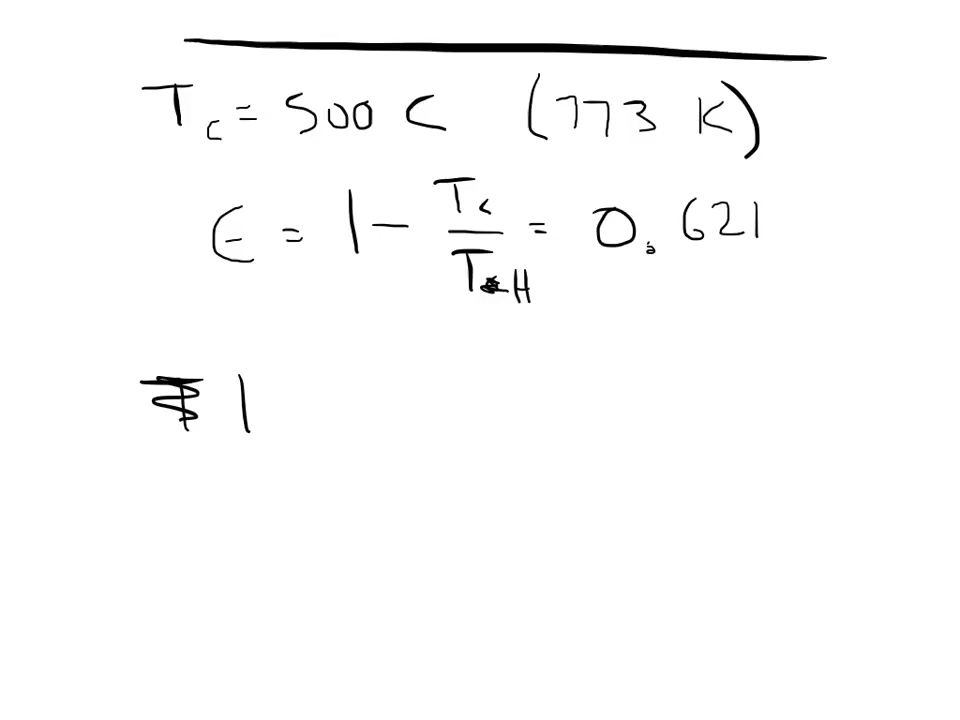 T_C = 500 C (773 K)
ϵ = 1 - T_C / T_H = 0.621
1